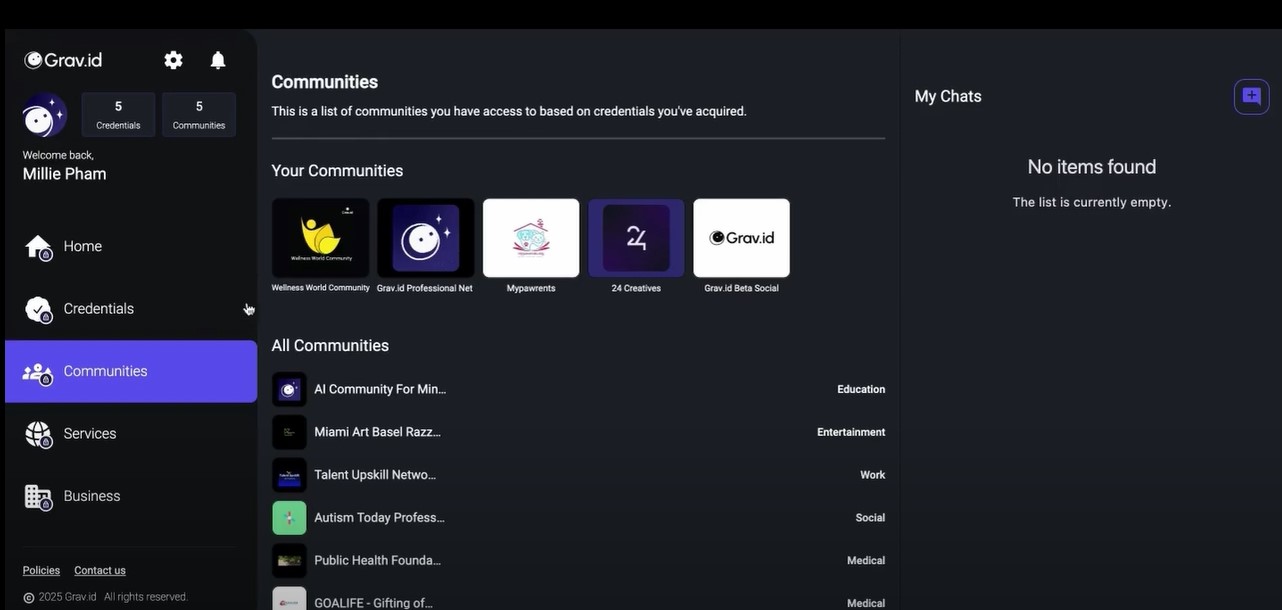 Grav.id
5
Credentials
5
Communities
Welcome back,
Millie Pham
Home
Credentials
Communities
Services
Business
Policies
Contact us
© 2025 Grav.id All rights reserved.
Communities
This is a list of communities you have access to based on credentials you've acquired.
Your Communities
Wellness World Community
Grav.id
24
Wellness World Community
Grav.id Professional Net
Mypawrents
24 Creatives
Grav.id Beta Social
All Communities
AI Community For Min...
Education
Miami Art Basel Razz...
Entertainment
Talent Upskill Netwo...
Work
Autism Today Profess...
Social
Public Health Founda...
Medical
GOALIFE - Gifting of...
Medical
My Chats
No items found
The list is currently empty.